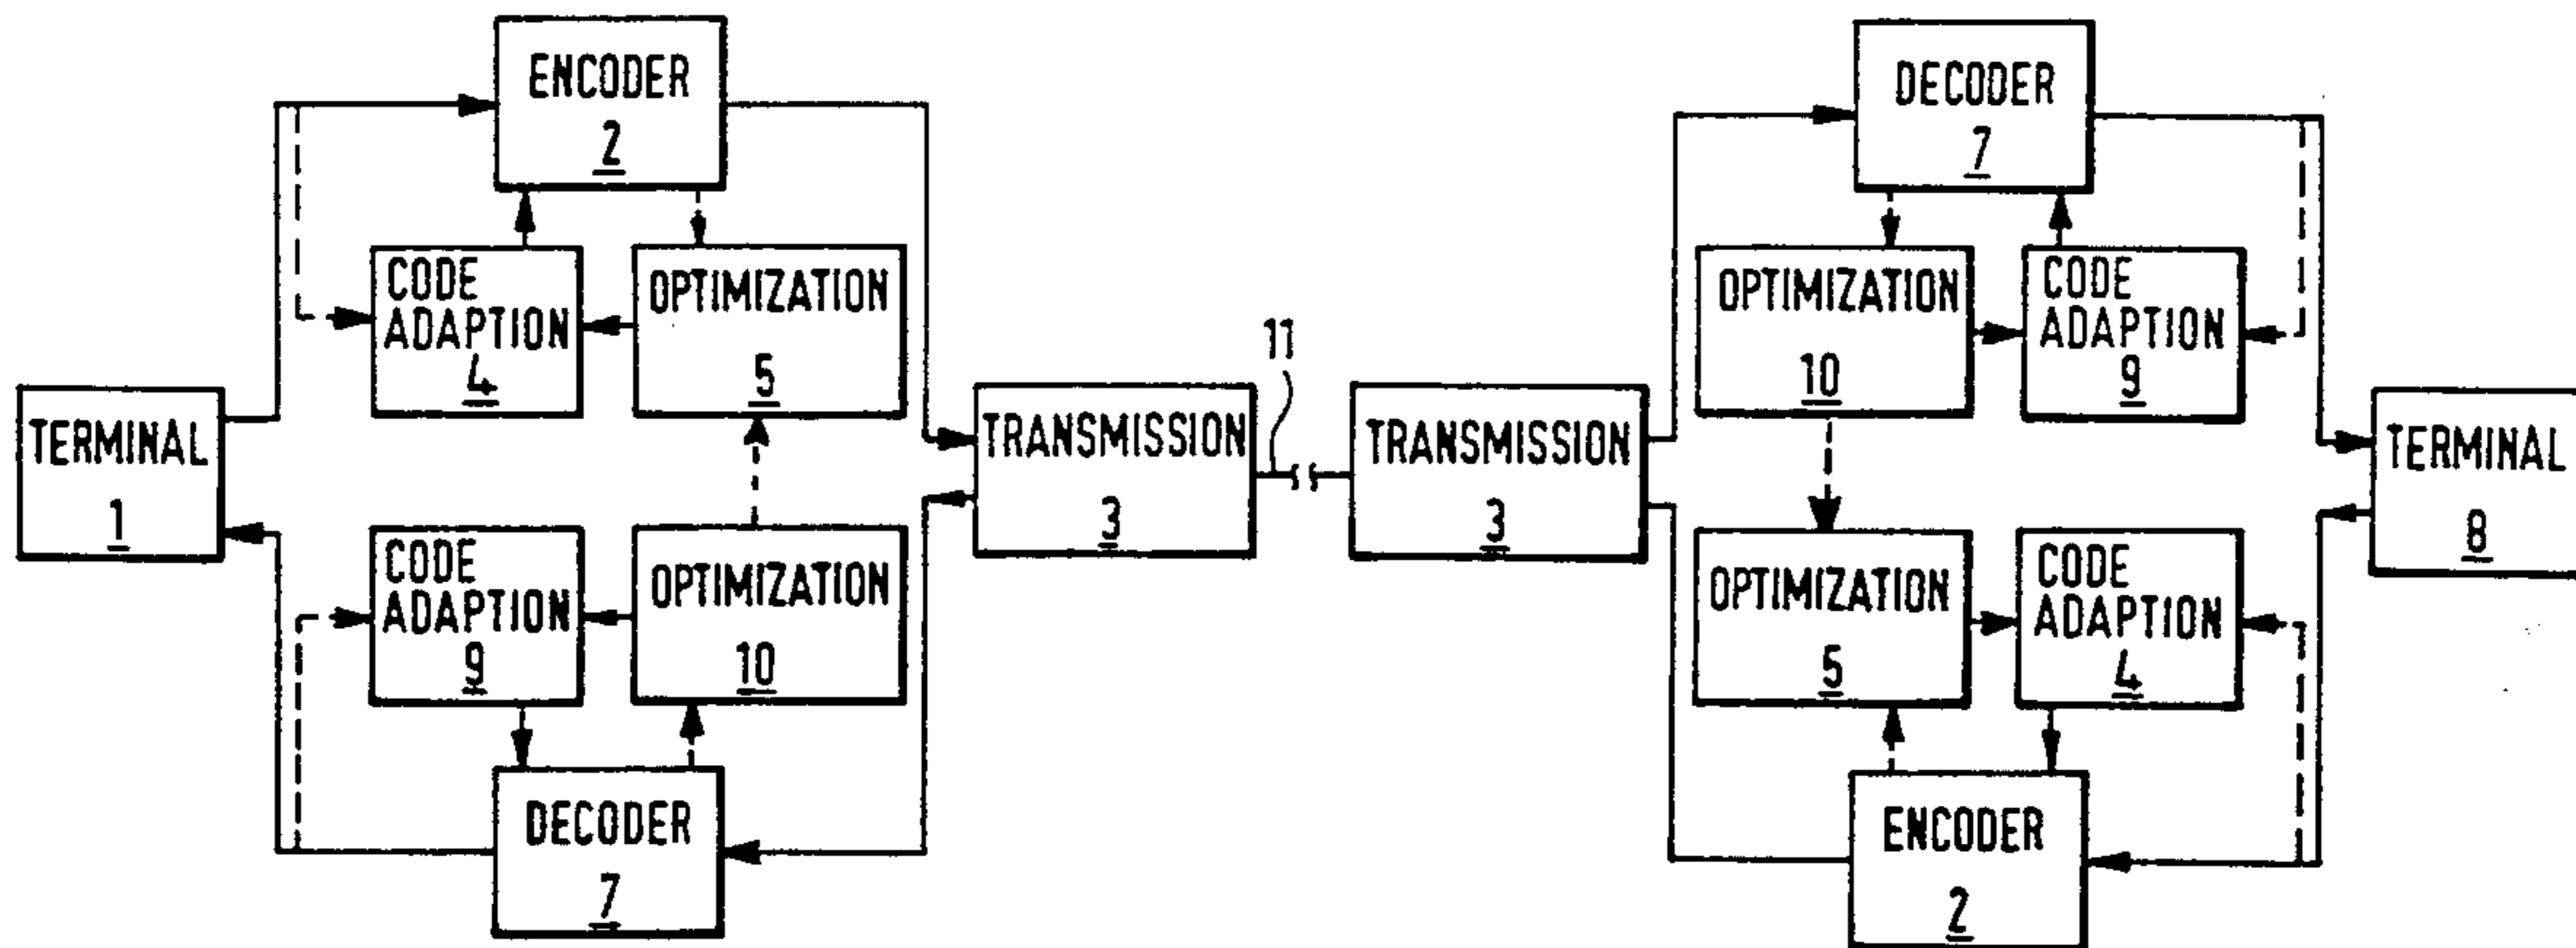 ENCODER
2
DECODER
7
CODE
ADAPTION
4
OPTIMIZATION
5
OPTIMIZATION
10
CODE
ADAPTION
9
11
TERMINAL
1
TRANSMISSION
3
TRANSMISSION
3
TERMINAL
8
CODE
ADAPTION
9
OPTIMIZATION
10
OPTIMIZATION
5
CODE
ADAPTION
4
DECODER
7
ENCODER
2